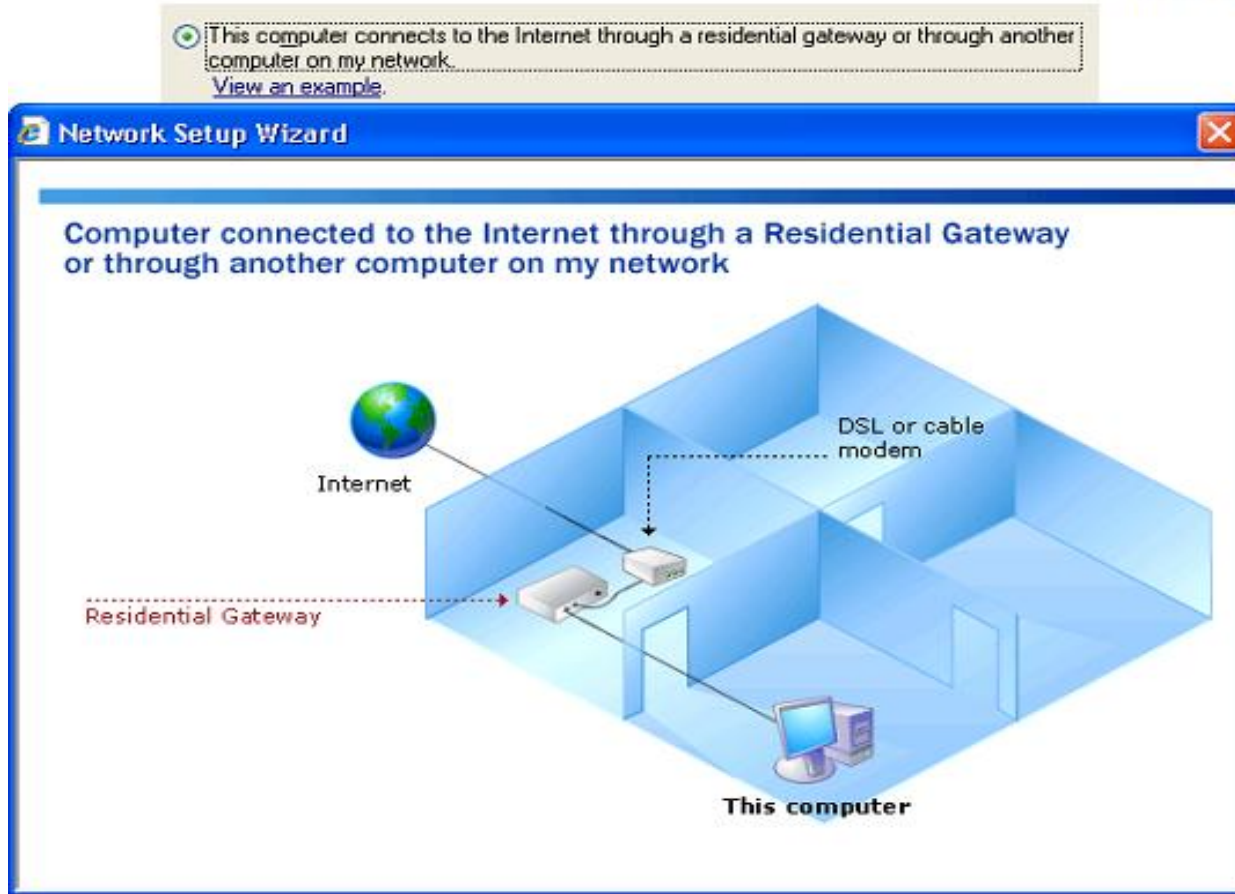 This computer connects to the Internet through a residential gateway or through another
computer on my network.
View an example.
Network Setup Wizard
Computer connected to the Internet through a Residential Gateway
or through another computer on my network
DSL or cable
modem
Internet
Residential Gateway
This computer